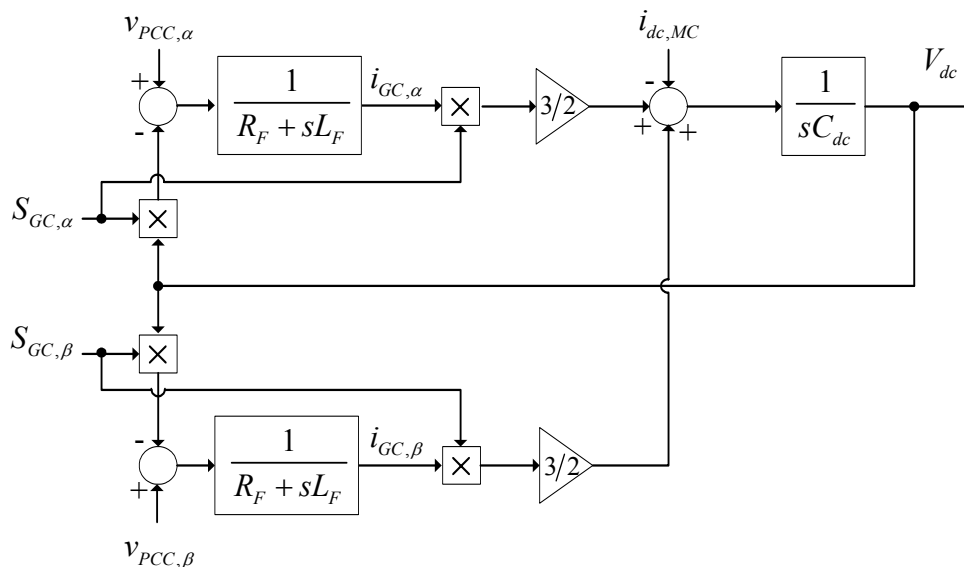 v_{PCC,α}
i_{dc,MC}
V_{dc}
+
-
1
R_F + sL_F
i_{GC,α}
×
3/2
-
+
+
1
sC_{dc}
S_{GC,α}
×
S_{GC,β}
×
-
+
1
R_F + sL_F
i_{GC,β}
×
3/2
v_{PCC,β}